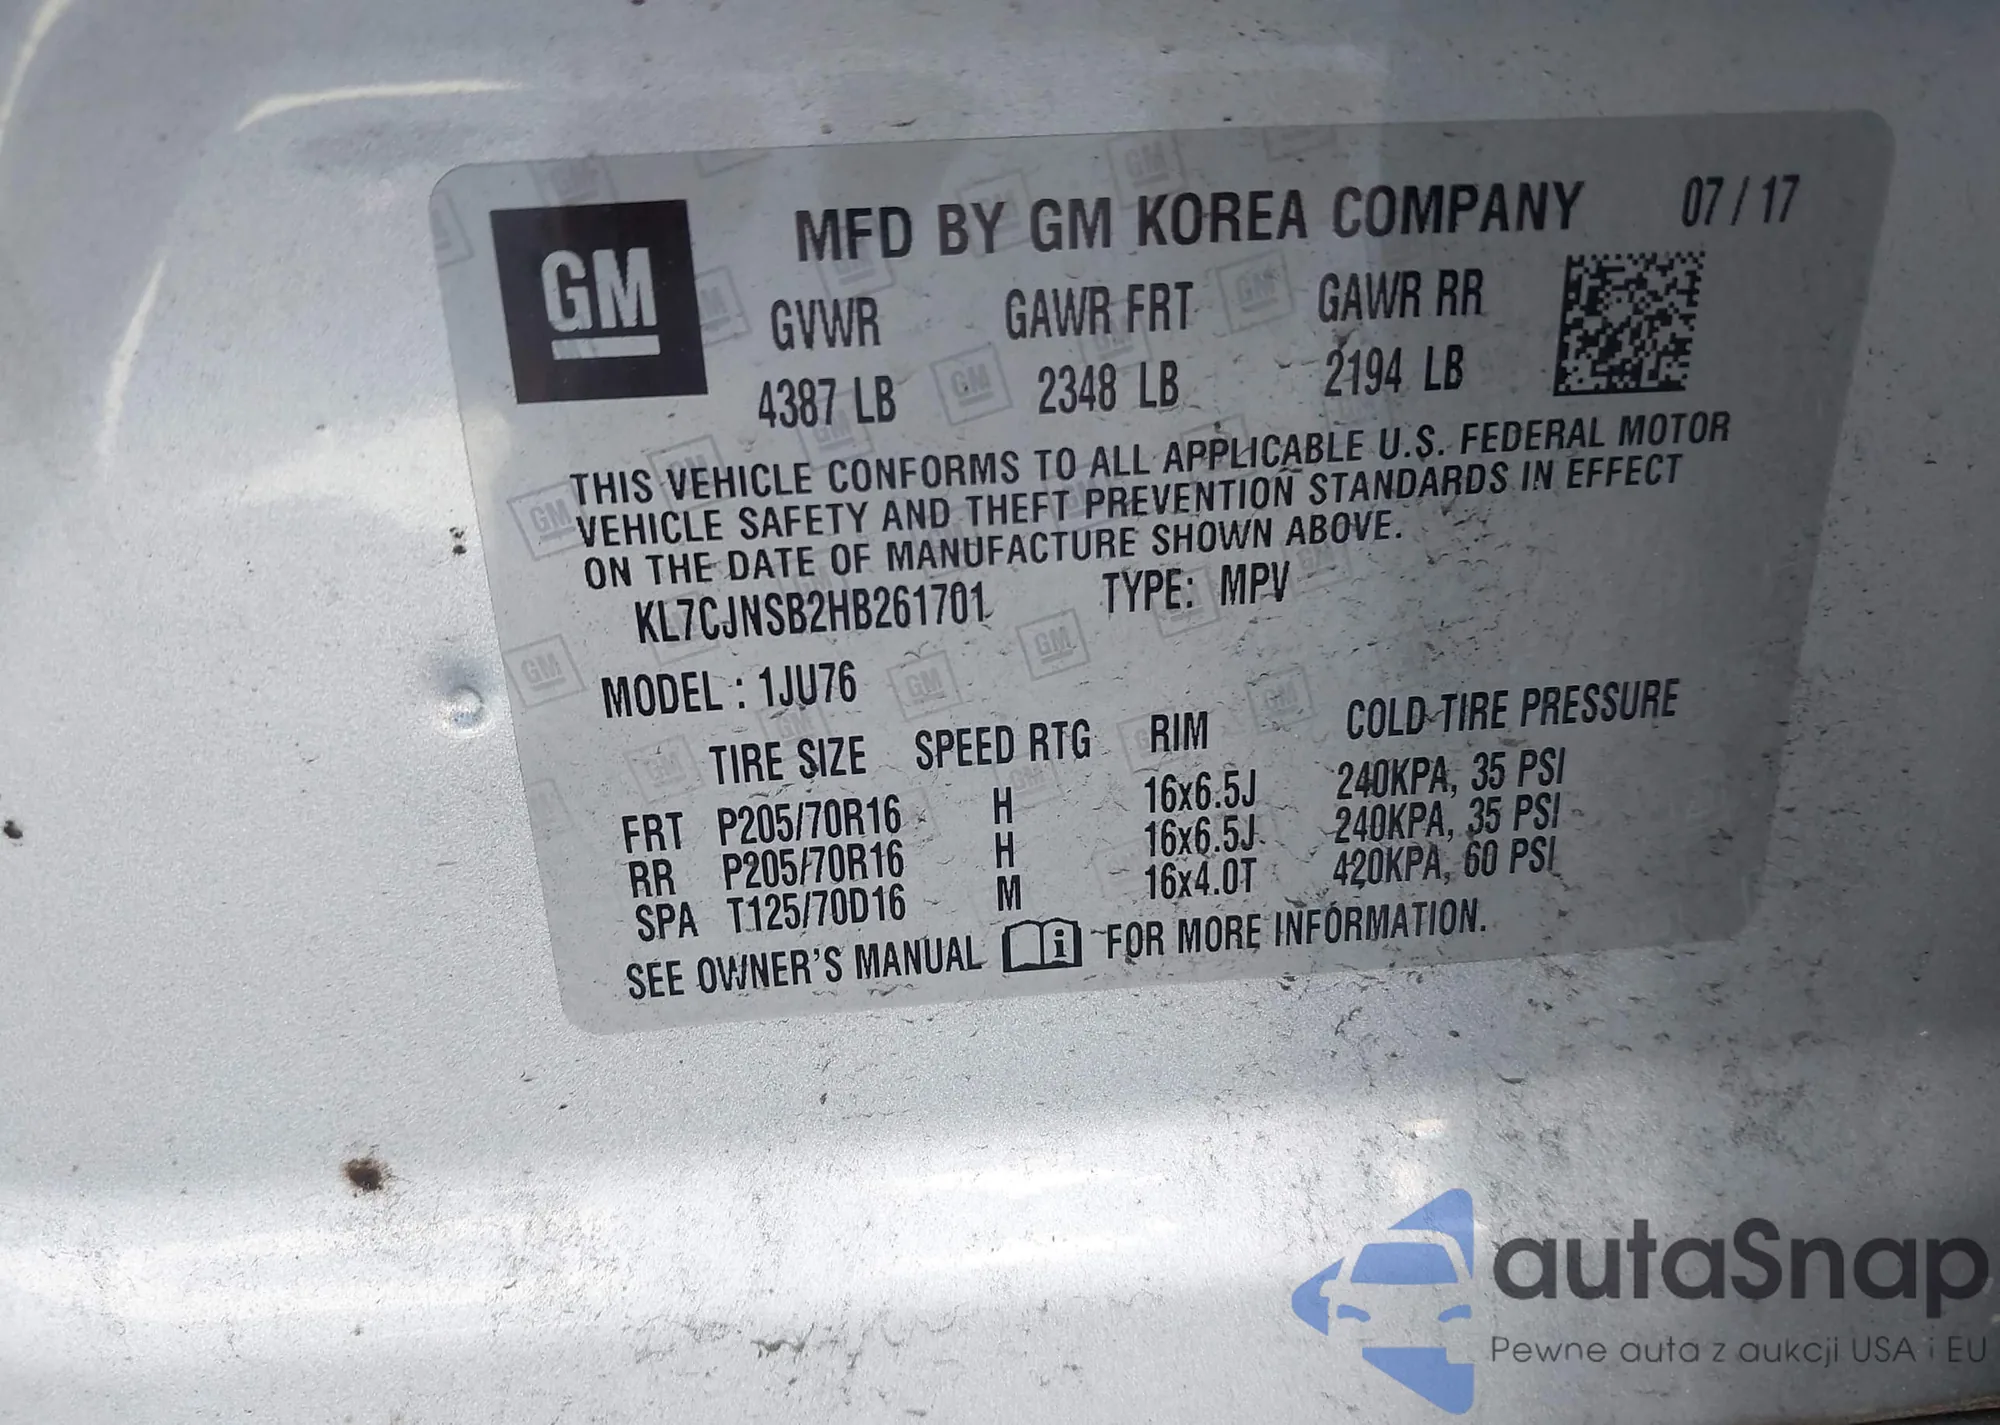 GM
MFD BY GM KOREA COMPANY 07 / 17
GVWR GAWR FRT GAWR RR
4387 LB 2348 LB 2194 LB
THIS VEHICLE CONFORMS TO ALL APPLICABLE U.S. FEDERAL MOTOR
VEHICLE SAFETY AND THEFT PREVENTION STANDARDS IN EFFECT
ON THE DATE OF MANUFACTURE SHOWN ABOVE.
KL7CJNSB2HB261701 TYPE: MPV
MODEL : 1JU76
TIRE SIZE SPEED RTG RIM COLD TIRE PRESSURE
FRT P205/70R16 H 16x6.5J 240KPA, 35 PSI
RR P205/70R16 H 16x6.5J 240KPA, 35 PSI
SPA T125/70D16 M 16x4.0T 420KPA, 60 PSI
SEE OWNER'S MANUAL i FOR MORE INFORMATION.
autaSnap
Pewne auta z aukcji USA i EU